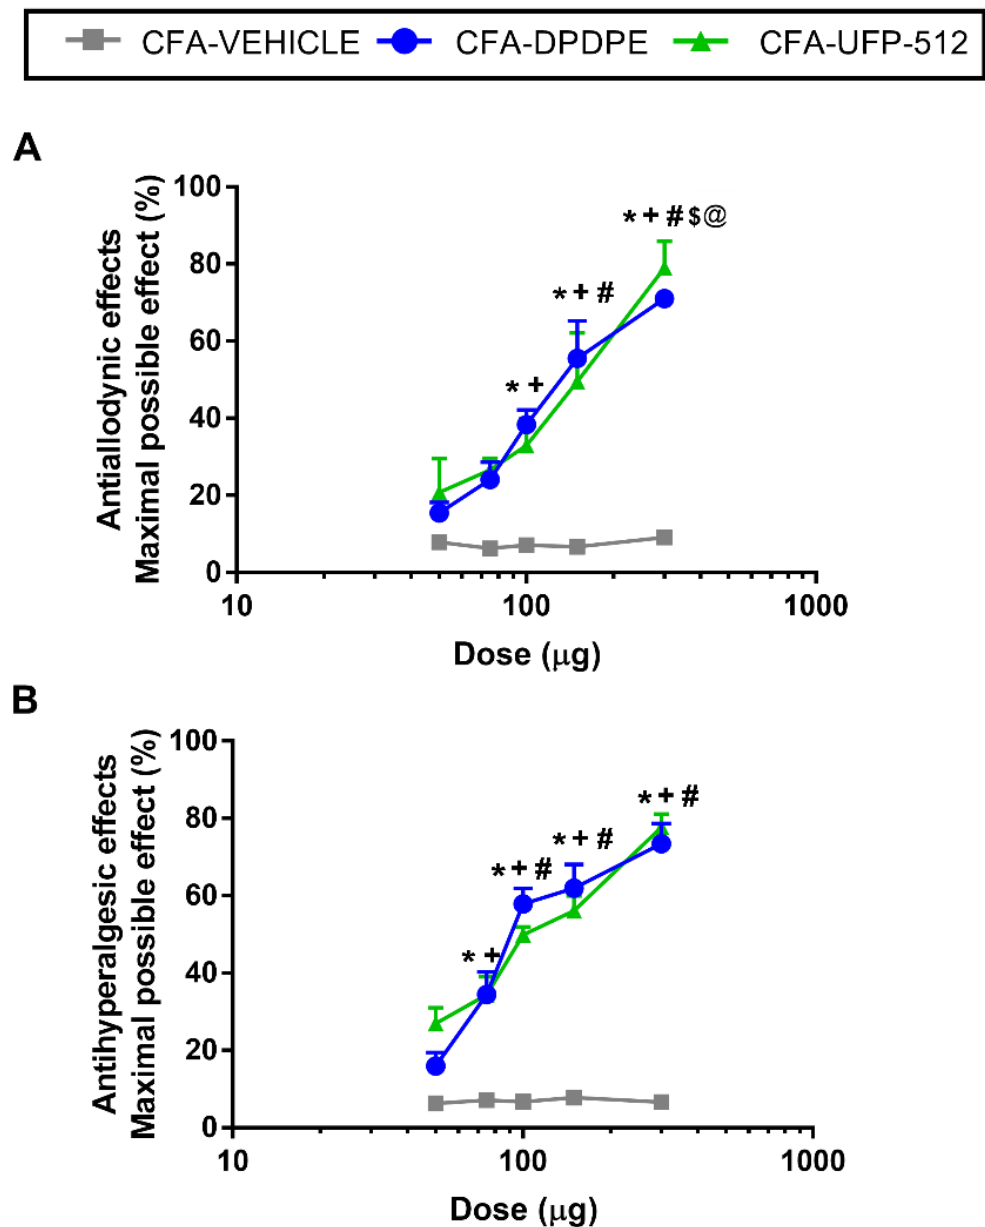 CFA-VEHICLE CFA-DPDPE CFA-UFP-512
A
Antiallodynic effects
Maximal possible effect (%)
100
80
60
40
20
0
* + # $ @
* + #
* +
10 100 1000
Dose (μg)
B
Antihyperalgesic effects
Maximal possible effect (%)
100
80
60
40
20
0
* + #
* + #
* + #
* +
10 100 1000
Dose (μg)